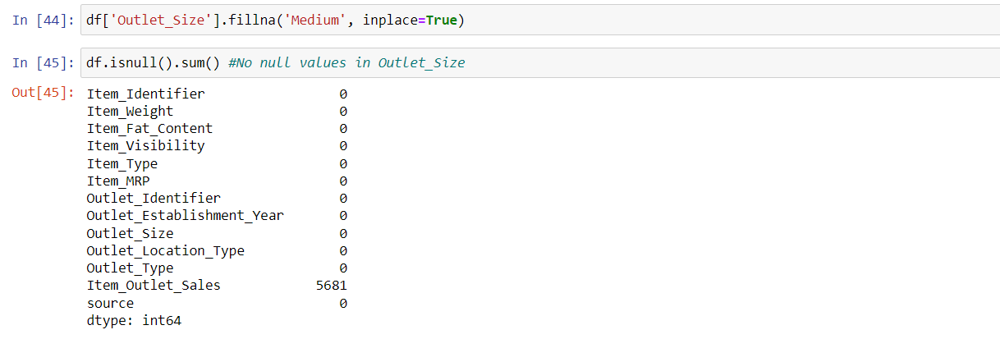 In [44]: df['Outlet_Size'].fillna('Medium', inplace=True)
In [45]: df.isnull().sum() #No null values in Outlet_Size
Out[45]: Item_Identifier 0
Item_Weight 0
Item_Fat_Content 0
Item_Visibility 0
Item_Type 0
Item_MRP 0
Outlet_Identifier 0
Outlet_Establishment_Year 0
Outlet_Size 0
Outlet_Location_Type 0
Outlet_Type 0
Item_Outlet_Sales 5681
source 0
dtype: int64